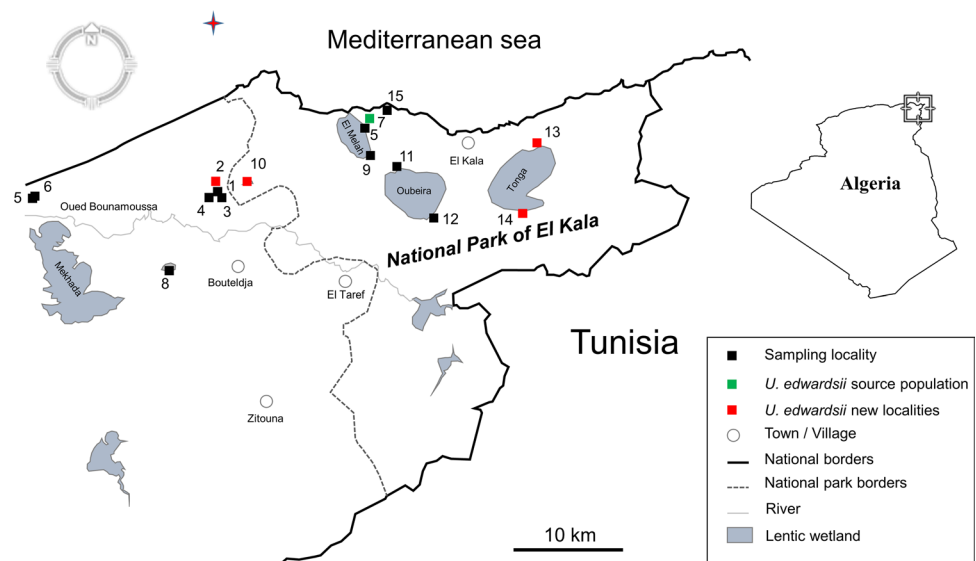 N
Mediterranean sea
15
7
5
El Melah
9
11
El Kala
13
Tonga
Oubeira
12
14
2
10
1
4
3
5
6
Oued Bounamoussa
National Park of El Kala
Mekhada
8
Bouteldja
El Taref
Zitouna
Tunisia
10 km
Algeria
Sampling locality
U. edwardsii source population
U. edwardsii new localities
Town / Village
National borders
National park borders
River
Lentic wetland